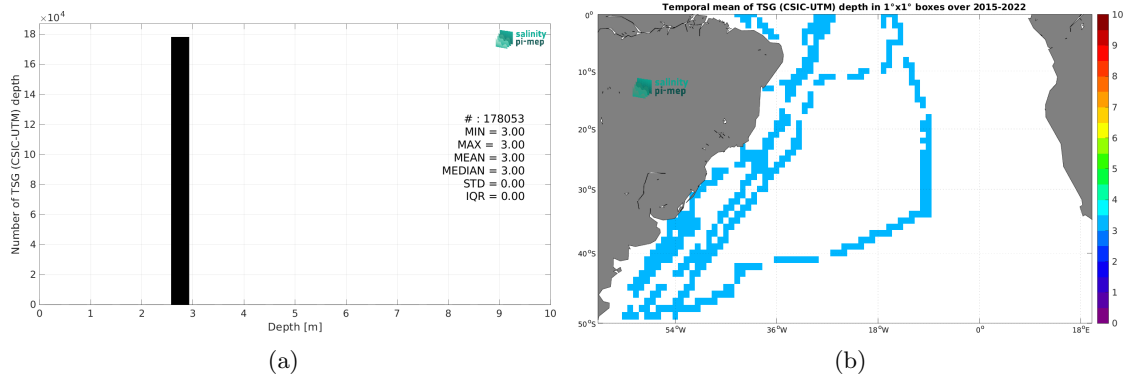 ×10⁴
18
16
14
12
10
8
6
4
2
0
Number of TSG (CSIC-UTM) depth
salinity
pi-mep
# : 178053
MIN = 3.00
MAX = 3.00
MEAN = 3.00
MEDIAN = 3.00
STD = 0.00
IQR = 0.00
0 1 2 3 4 5 6 7 8 9 10
Depth [m]
(a)
Temporal mean of TSG (CSIC-UTM) depth in 1°x1° boxes over 2015-2022
0°
10°S
20°S
30°S
40°S
50°S
salinity
pi-mep
54°W 36°W 18°W 0° 18°E
10
9
8
7
6
5
4
3
2
1
0
(b)